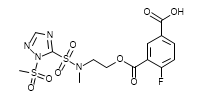 O OH
N
N O
N S O
O S O N
O O F